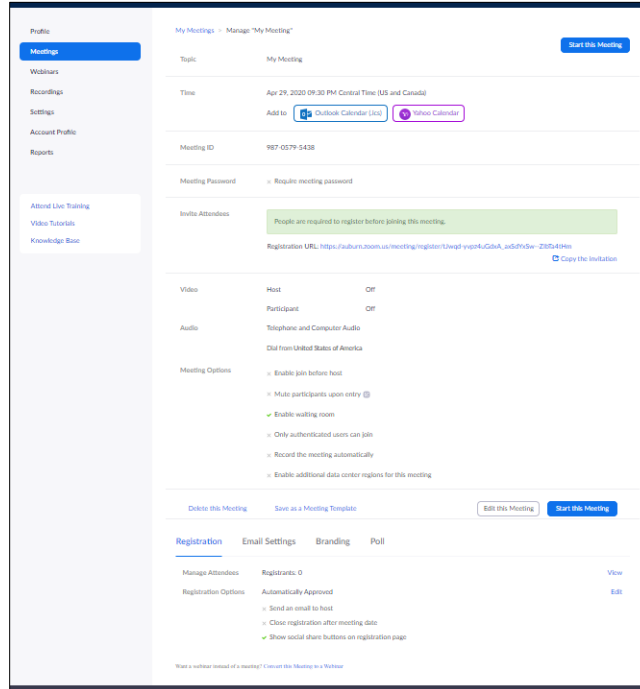 Profile
Meetings
Webinars
Recordings
Settings
Account Profile
Reports
Attend Live Training
Video Tutorials
Knowledge Base
My Meetings > Manage "My Meeting"
Start this Meeting
Topic My Meeting
Time Apr 29, 2020 09:30 PM Central Time (US and Canada)
Add to Outlook Calendar (.ics) Yahoo Calendar
Meeting ID 987-0579-5438
Meeting Password × Require meeting password
Invite Attendees People are required to register before joining this meeting.
Registration URL: https://auburn.zoom.us/meeting/register/
Copy the invitation
Video Host Off
Participant Off
Audio Telephone and Computer Audio
Dial from United States of America
Meeting Options × Enable join before host
× Mute participants upon entry
✓ Enable waiting room
× Only authenticated users can join
× Record the meeting automatically
× Enable additional data center regions for this meeting
Delete this Meeting Save as a Meeting Template Edit this Meeting Start this Meeting
Registration Email Settings Branding Poll
Manage Attendees Registrants: 0 View
Registration Options Automatically Approved Edit
× Send an email to host
× Close registration after meeting date
✓ Show social share buttons on registration page
Want a webinar instead of a meeting? Convert this Meeting to a Webinar